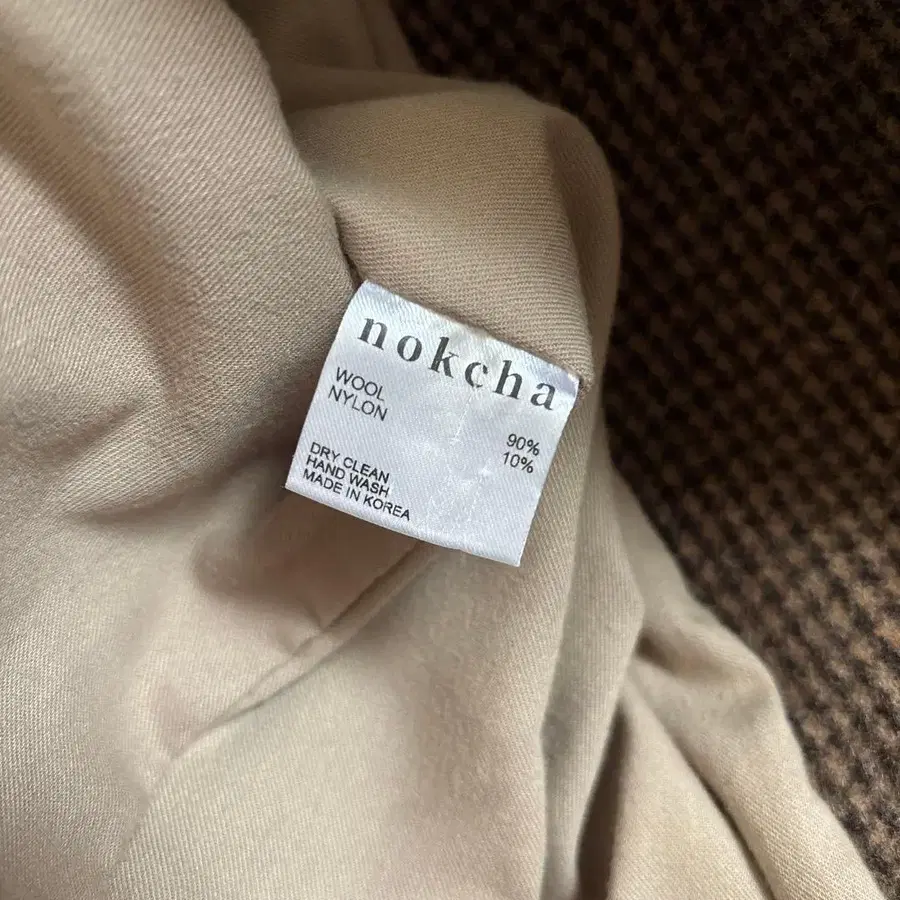 nokcha
WOOL 90%
NYLON 10%
DRY CLEAN
HAND WASH
MADE IN KOREA